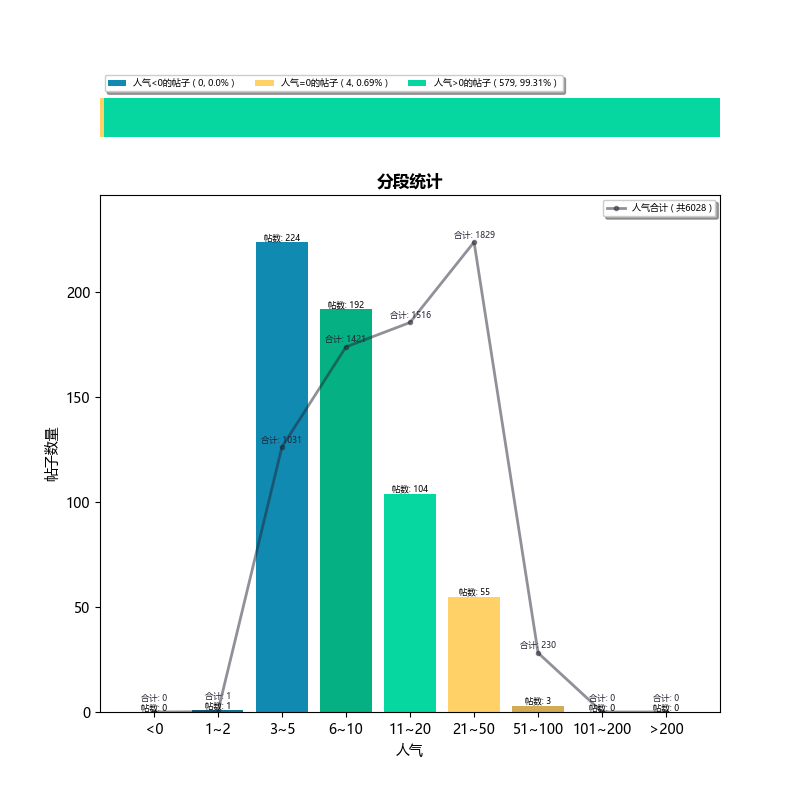 人气<0的帖子 ( 0, 0.0% ) 人气=0的帖子 ( 4, 0.69% ) 人气>0的帖子 ( 579, 99.31% )
分段统计
人气合计 ( 共6028 )
合计: 1829
帖数: 224
帖数: 192
合计: 1516
合计: 1421
合计: 1031
帖数: 104
帖数: 55
合计: 230
合计: 0
合计: 1
帖数: 3
合计: 0
合计: 0
帖数: 0
帖数: 1
帖数: 0
帖数: 0
帖子数量
200
150
100
50
0
<0 1~2 3~5 6~10 11~20 21~50 51~100 101~200 >200
人气